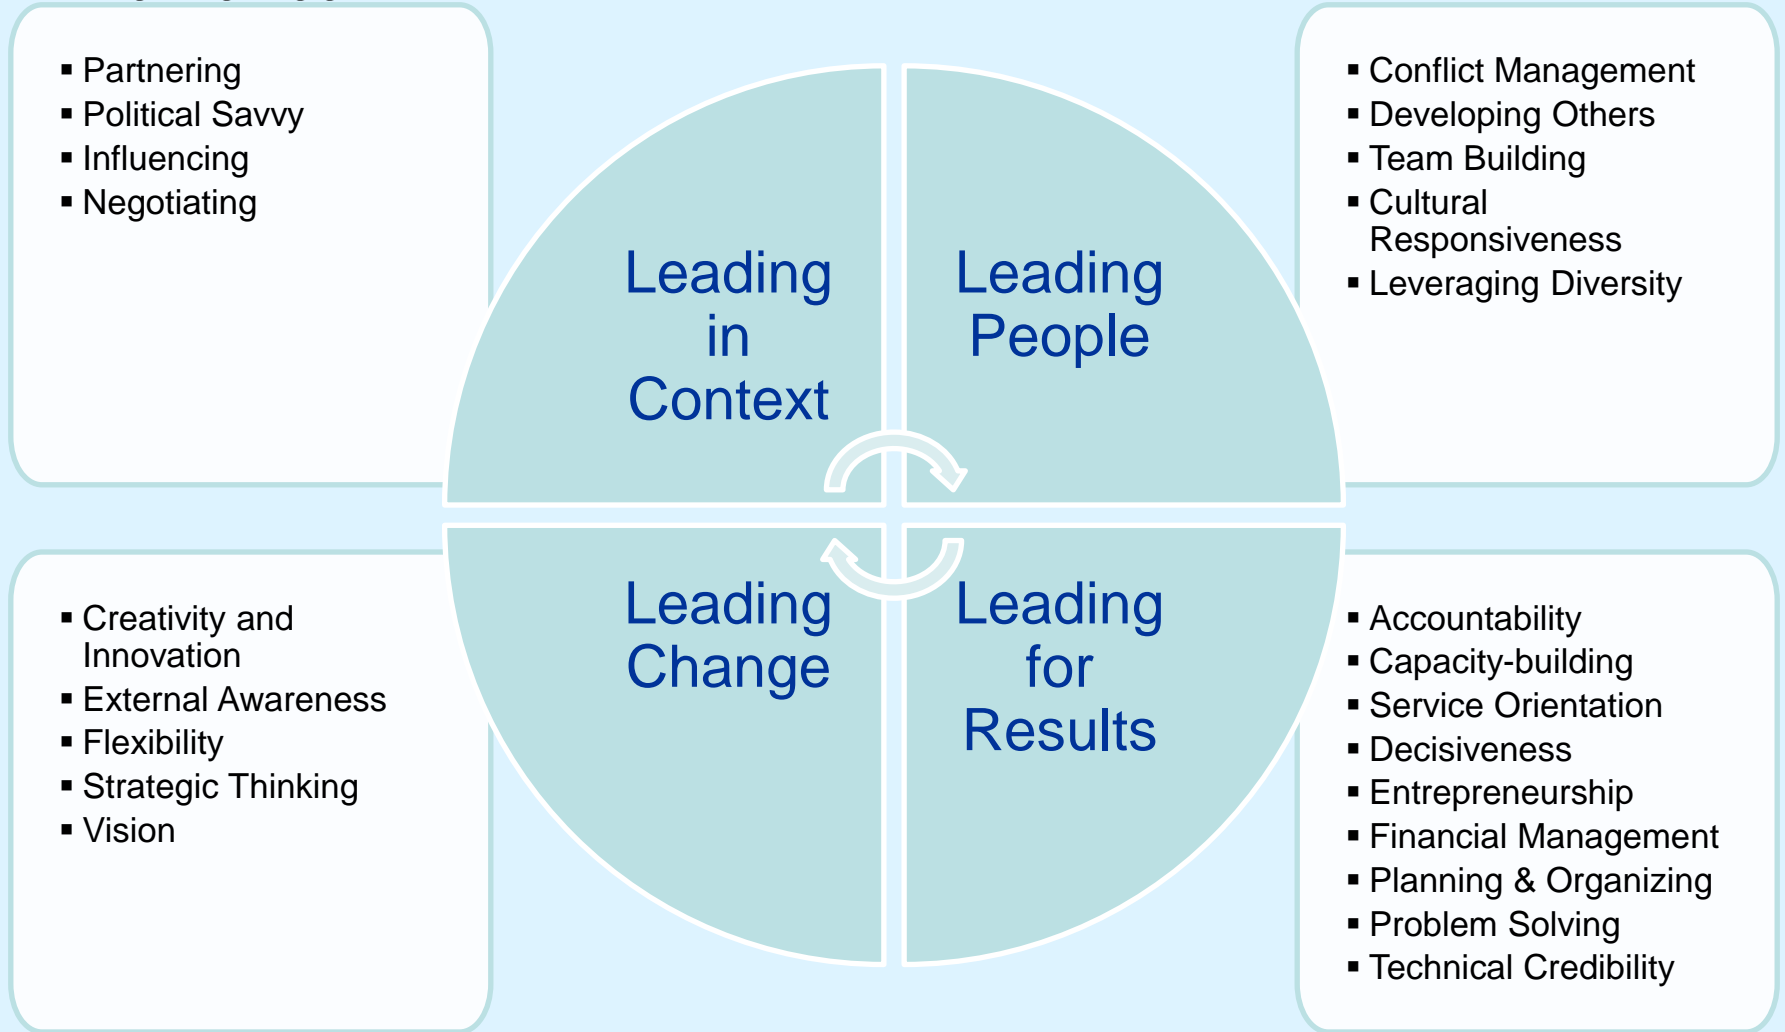 ▪ Partnering
▪ Political Savvy
▪ Influencing
▪ Negotiating
Leading
in
Context
Leading
People
▪ Conflict Management
▪ Developing Others
▪ Team Building
▪ Cultural
Responsiveness
▪ Leveraging Diversity
▪ Creativity and
Innovation
▪ External Awareness
▪ Flexibility
▪ Strategic Thinking
▪ Vision
Leading
Change
Leading
for
Results
▪ Accountability
▪ Capacity-building
▪ Service Orientation
▪ Decisiveness
▪ Entrepreneurship
▪ Financial Management
▪ Planning & Organizing
▪ Problem Solving
▪ Technical Credibility